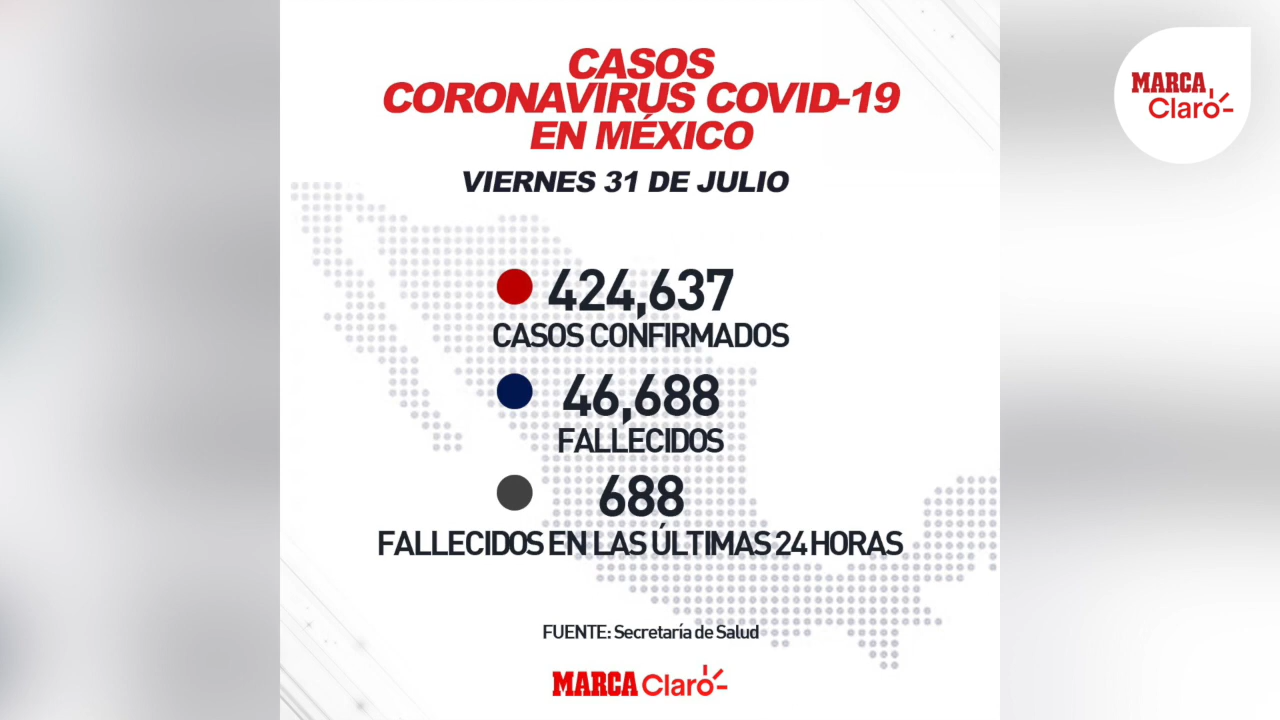 CASOS
CORONAVIRUS COVID-19
EN MÉXICO
VIERNES 31 DE JULIO
424,637
CASOS CONFIRMADOS
46,688
FALLECIDOS
688
FALLECIDOS EN LAS ÚLTIMAS 24 HORAS
FUENTE: Secretaría de Salud
MARCA Claro
MARCA
Claro